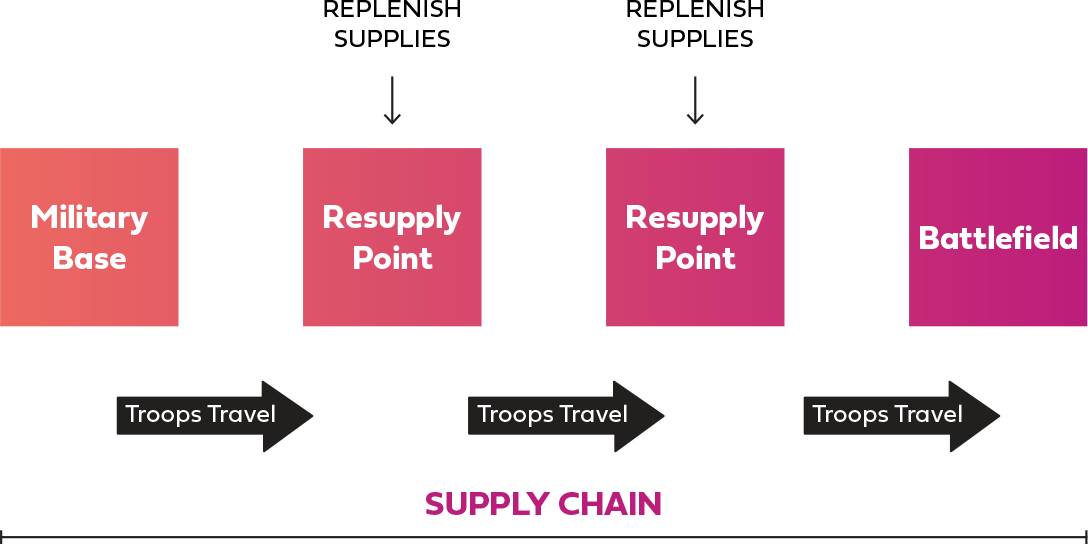 REPLENISH
SUPPLIES
REPLENISH
SUPPLIES
Military
Base
Resupply
Point
Resupply
Point
Battlefield
Troops Travel
Troops Travel
Troops Travel
SUPPLY CHAIN